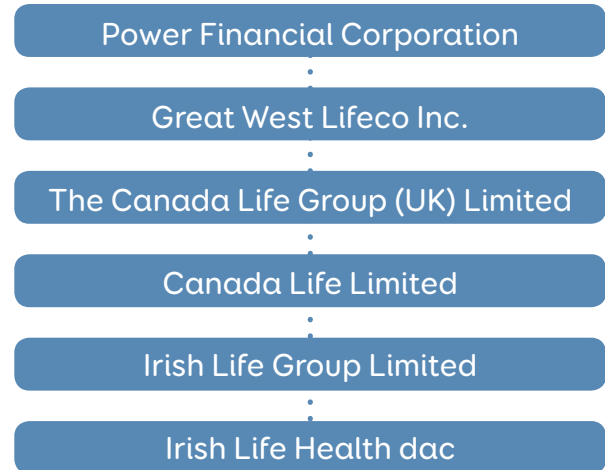 Power Financial Corporation
Great West Lifeco Inc.
The Canada Life Group (UK) Limited
Canada Life Limited
Irish Life Group Limited
Irish Life Health dac